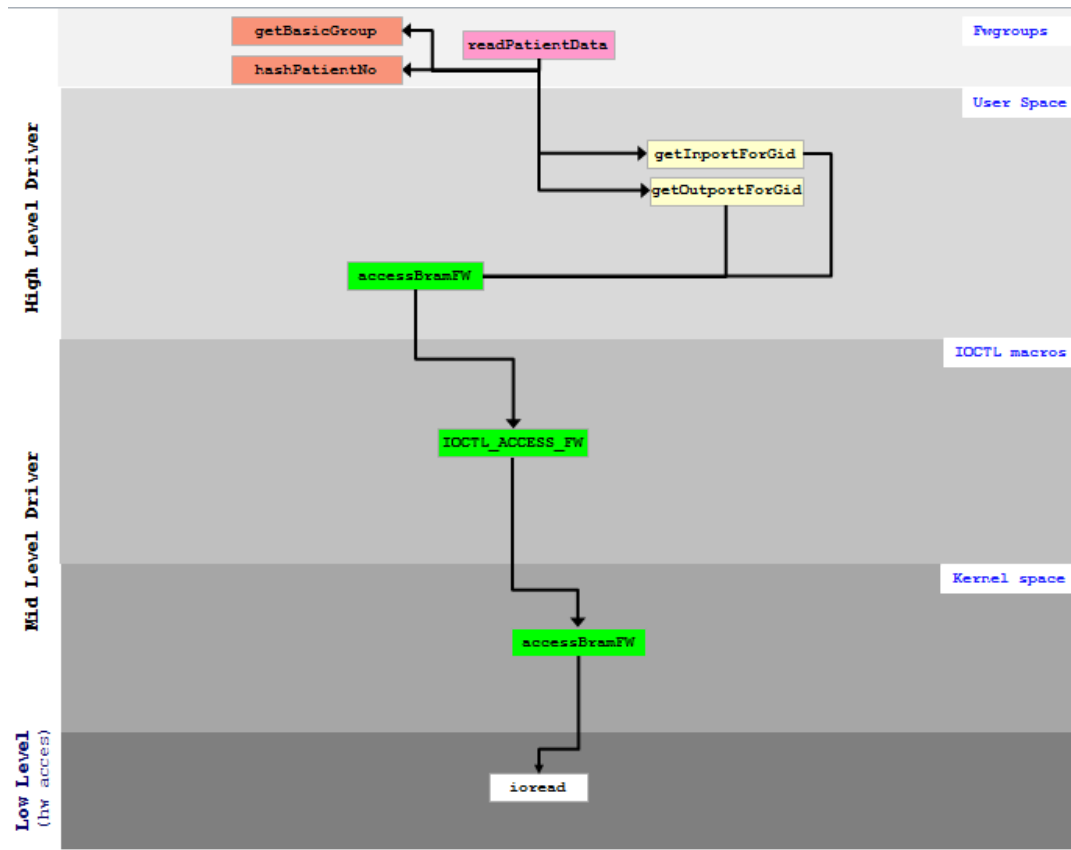 getBasicGroup
readPatientData
Fwgroups
hashPatientNo
User Space
High Level Driver
getInportForGid
getOutportForGid
accessBramFW
IOCTL macros
Mid Level Driver
IOCTL_ACCESS_FW
Kernel space
accessBramFW
Low Level
(hw acces)
ioread